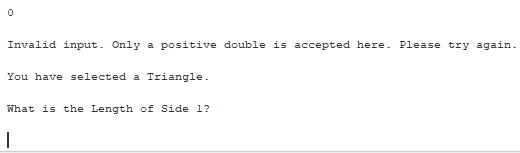 0
Invalid input. Only a positive double is accepted here. Please try again.
You have selected a Triangle.
What is the Length of Side 1?